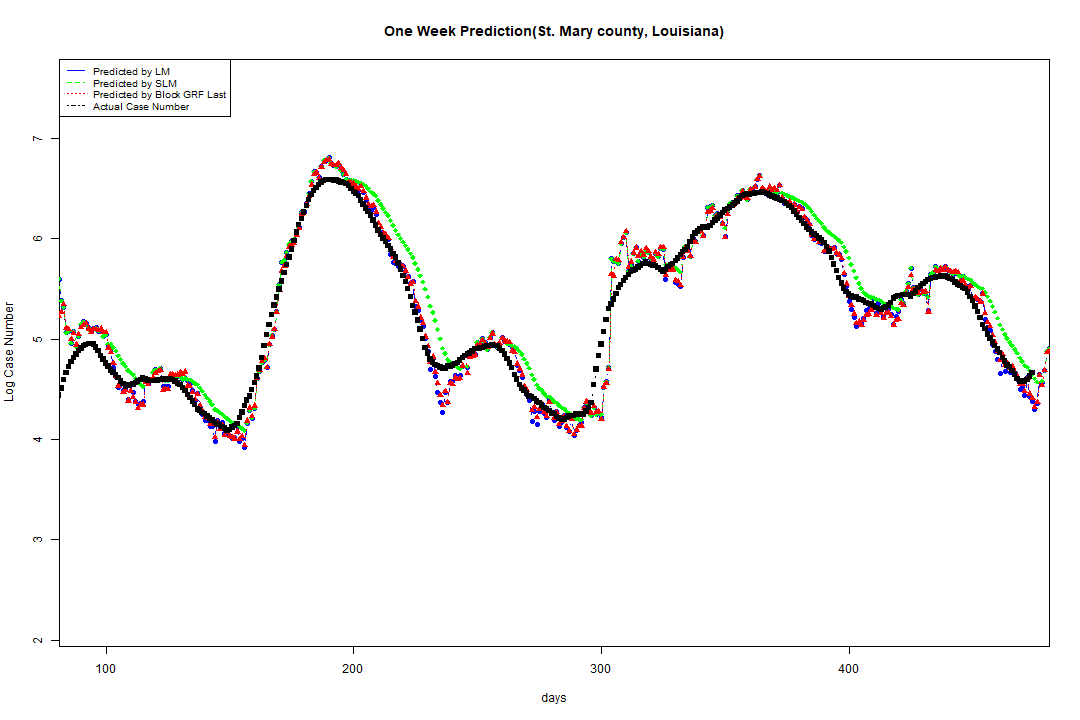 One Week Prediction(St. Mary county, Louisiana)
Predicted by LM
Predicted by SLM
Predicted by Block GRF Last
Actual Case Number
Log Case Number
7
6
5
4
3
2
100 200 300 400
days